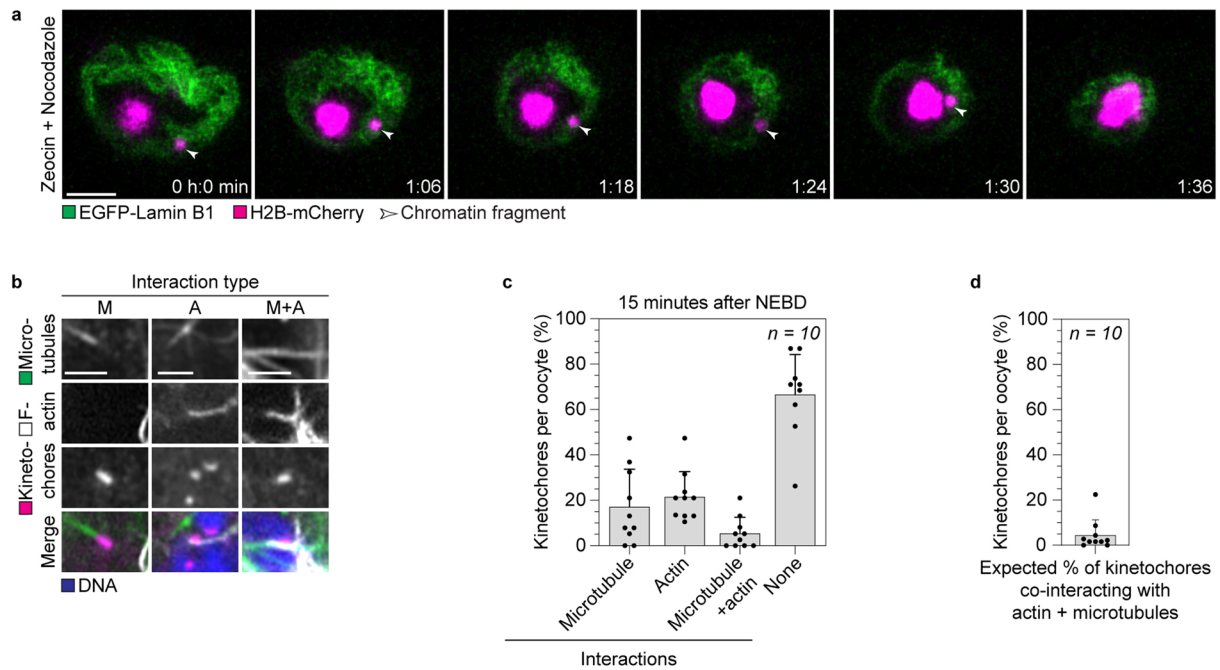 a
Zeocin + Nocodazole
0 h:0 min
1:06
1:18
1:24
1:30
1:36
EGFP-Lamin B1 H2B-mCherry Chromatin fragment
b
Interaction type
M A M+A
Micro-
tubules
F-
actin
Kineto-
chores
Merge
DNA
c
15 minutes after NEBD
Kinetochores per oocyte (%)
100
80
60
40
20
0
n = 10
Microtubule
Actin
Microtubule
+actin
None
Interactions
d
Kinetochores per oocyte (%)
100
80
60
40
20
0
n = 10
Expected % of kinetochores
co-interacting with
actin + microtubules